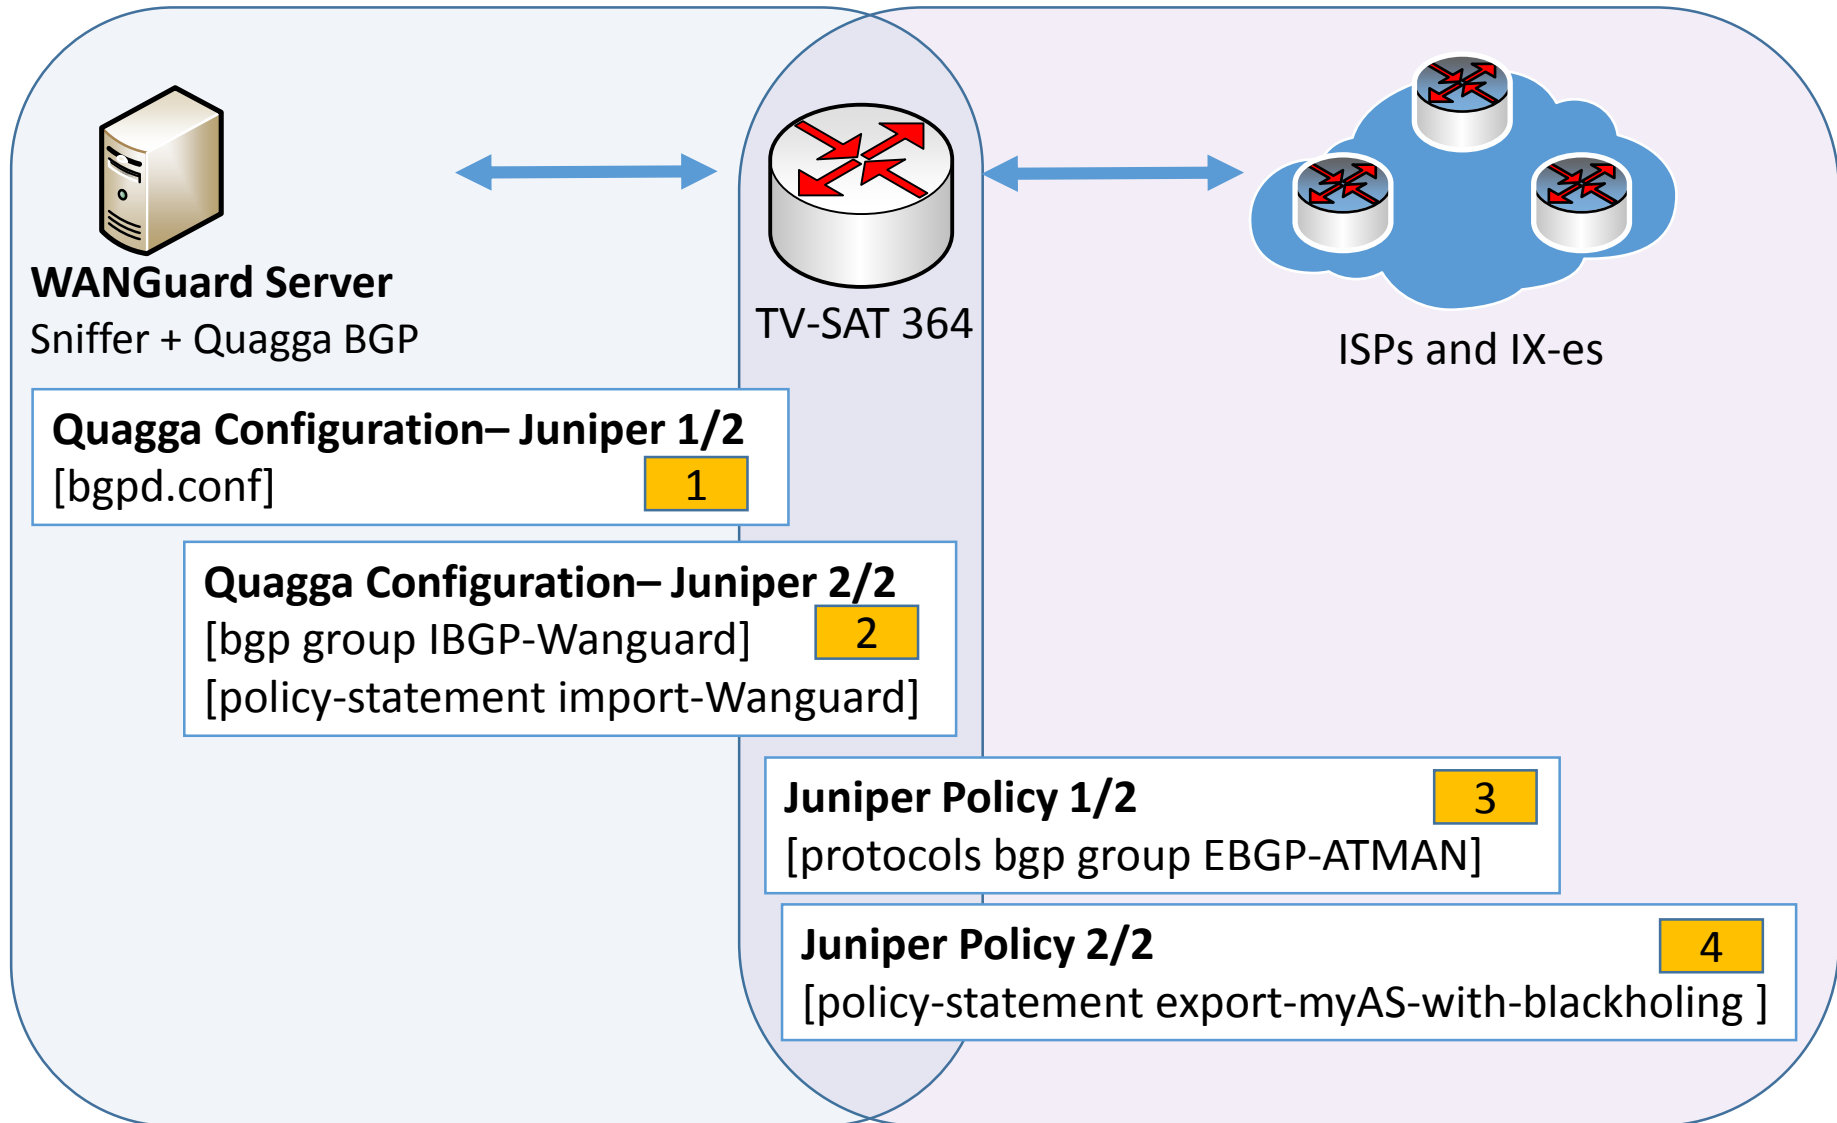 WANGuard Server
Sniffer + Quagga BGP
TV-SAT 364
ISPs and IX-es
Quagga Configuration– Juniper 1/2
[bgpd.conf]
1
Quagga Configuration– Juniper 2/2
[bgp group IBGP-Wanguard]
2
[policy-statement import-Wanguard]
Juniper Policy 1/2
3
[protocols bgp group EBGP-ATMAN]
Juniper Policy 2/2
4
[policy-statement export-myAS-with-blackholing ]